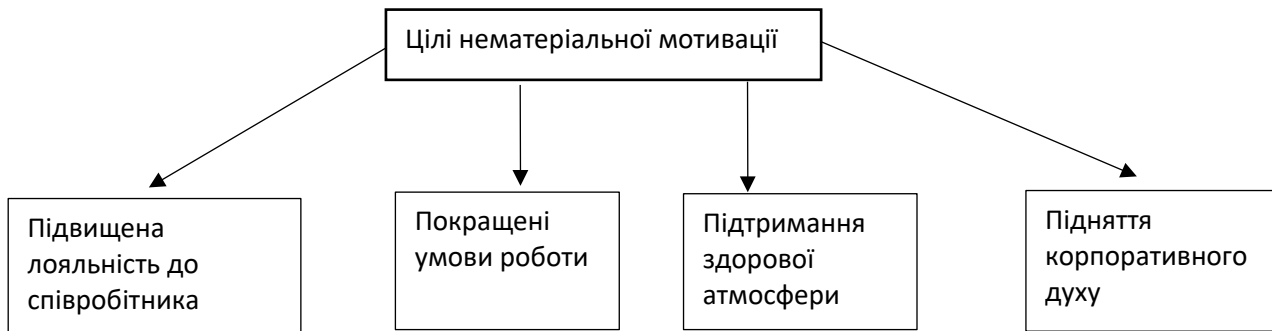 Цілі нематеріальної мотивації
Підвищена
лояльність до
співробітника
Покращені
умови роботи
Підтримання
здорової
атмосфери
Підняття
корпоративного
духу